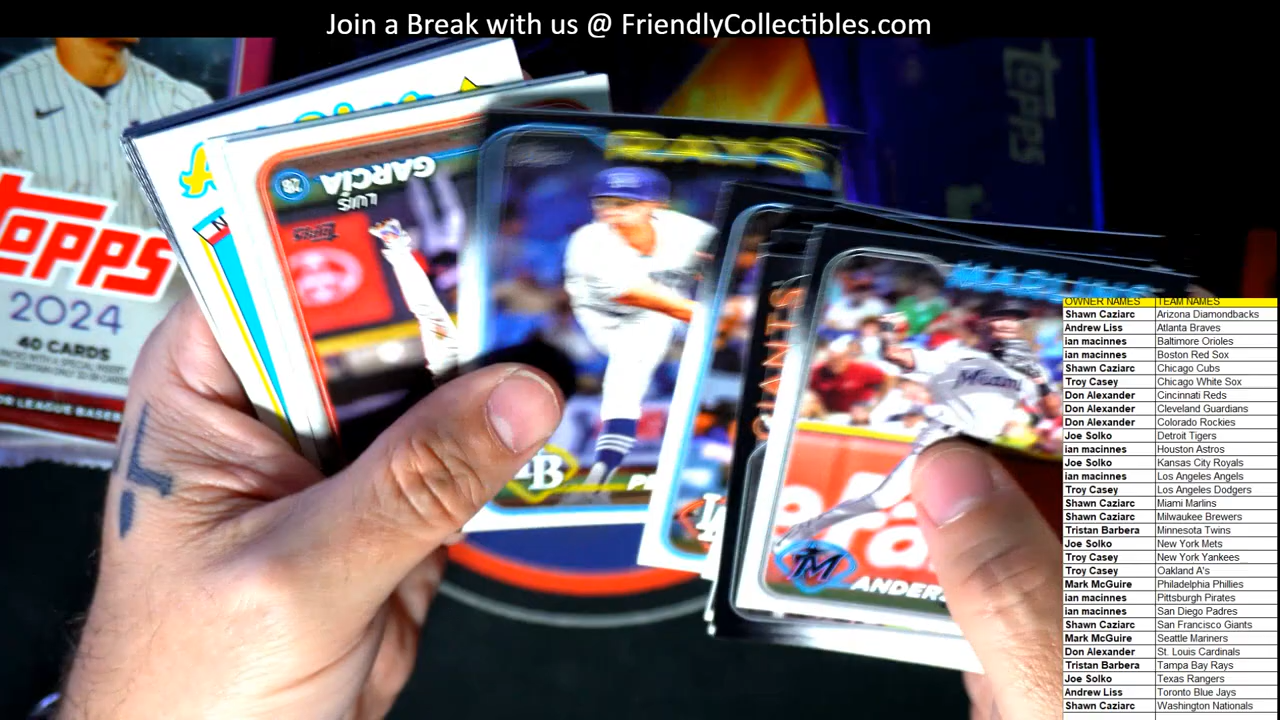 Join a Break with us @ FriendlyCollectibles.com
topps
TOPPS
2024
40 CARDS
LUIS
GARCÍA
28
TB
GIANTS
MARLINS
Miami
M
OWNER NAMES TEAM NAMES
Shawn Caziarc Arizona Diamondbacks
Andrew Liss Atlanta Braves
ian macinnes Baltimore Orioles
ian macinnes Boston Red Sox
Shawn Caziarc Chicago Cubs
Troy Casey Chicago White Sox
Don Alexander Cincinnati Reds
Don Alexander Cleveland Guardians
Don Alexander Colorado Rockies
Joe Solko Detroit Tigers
ian macinnes Houston Astros
Joe Solko Kansas City Royals
ian macinnes Los Angeles Angels
Troy Casey Los Angeles Dodgers
Shawn Caziarc Miami Marlins
Shawn Caziarc Milwaukee Brewers
Tristan Barbera Minnesota Twins
Joe Solko New York Mets
Troy Casey New York Yankees
Troy Casey Oakland A's
Mark McGuire Philadelphia Phillies
ian macinnes Pittsburgh Pirates
ian macinnes San Diego Padres
Shawn Caziarc San Francisco Giants
Mark McGuire Seattle Mariners
Don Alexander St. Louis Cardinals
Tristan Barbera Tampa Bay Rays
Joe Solko Texas Rangers
Andrew Liss Toronto Blue Jays
Shawn Caziarc Washington Nationals